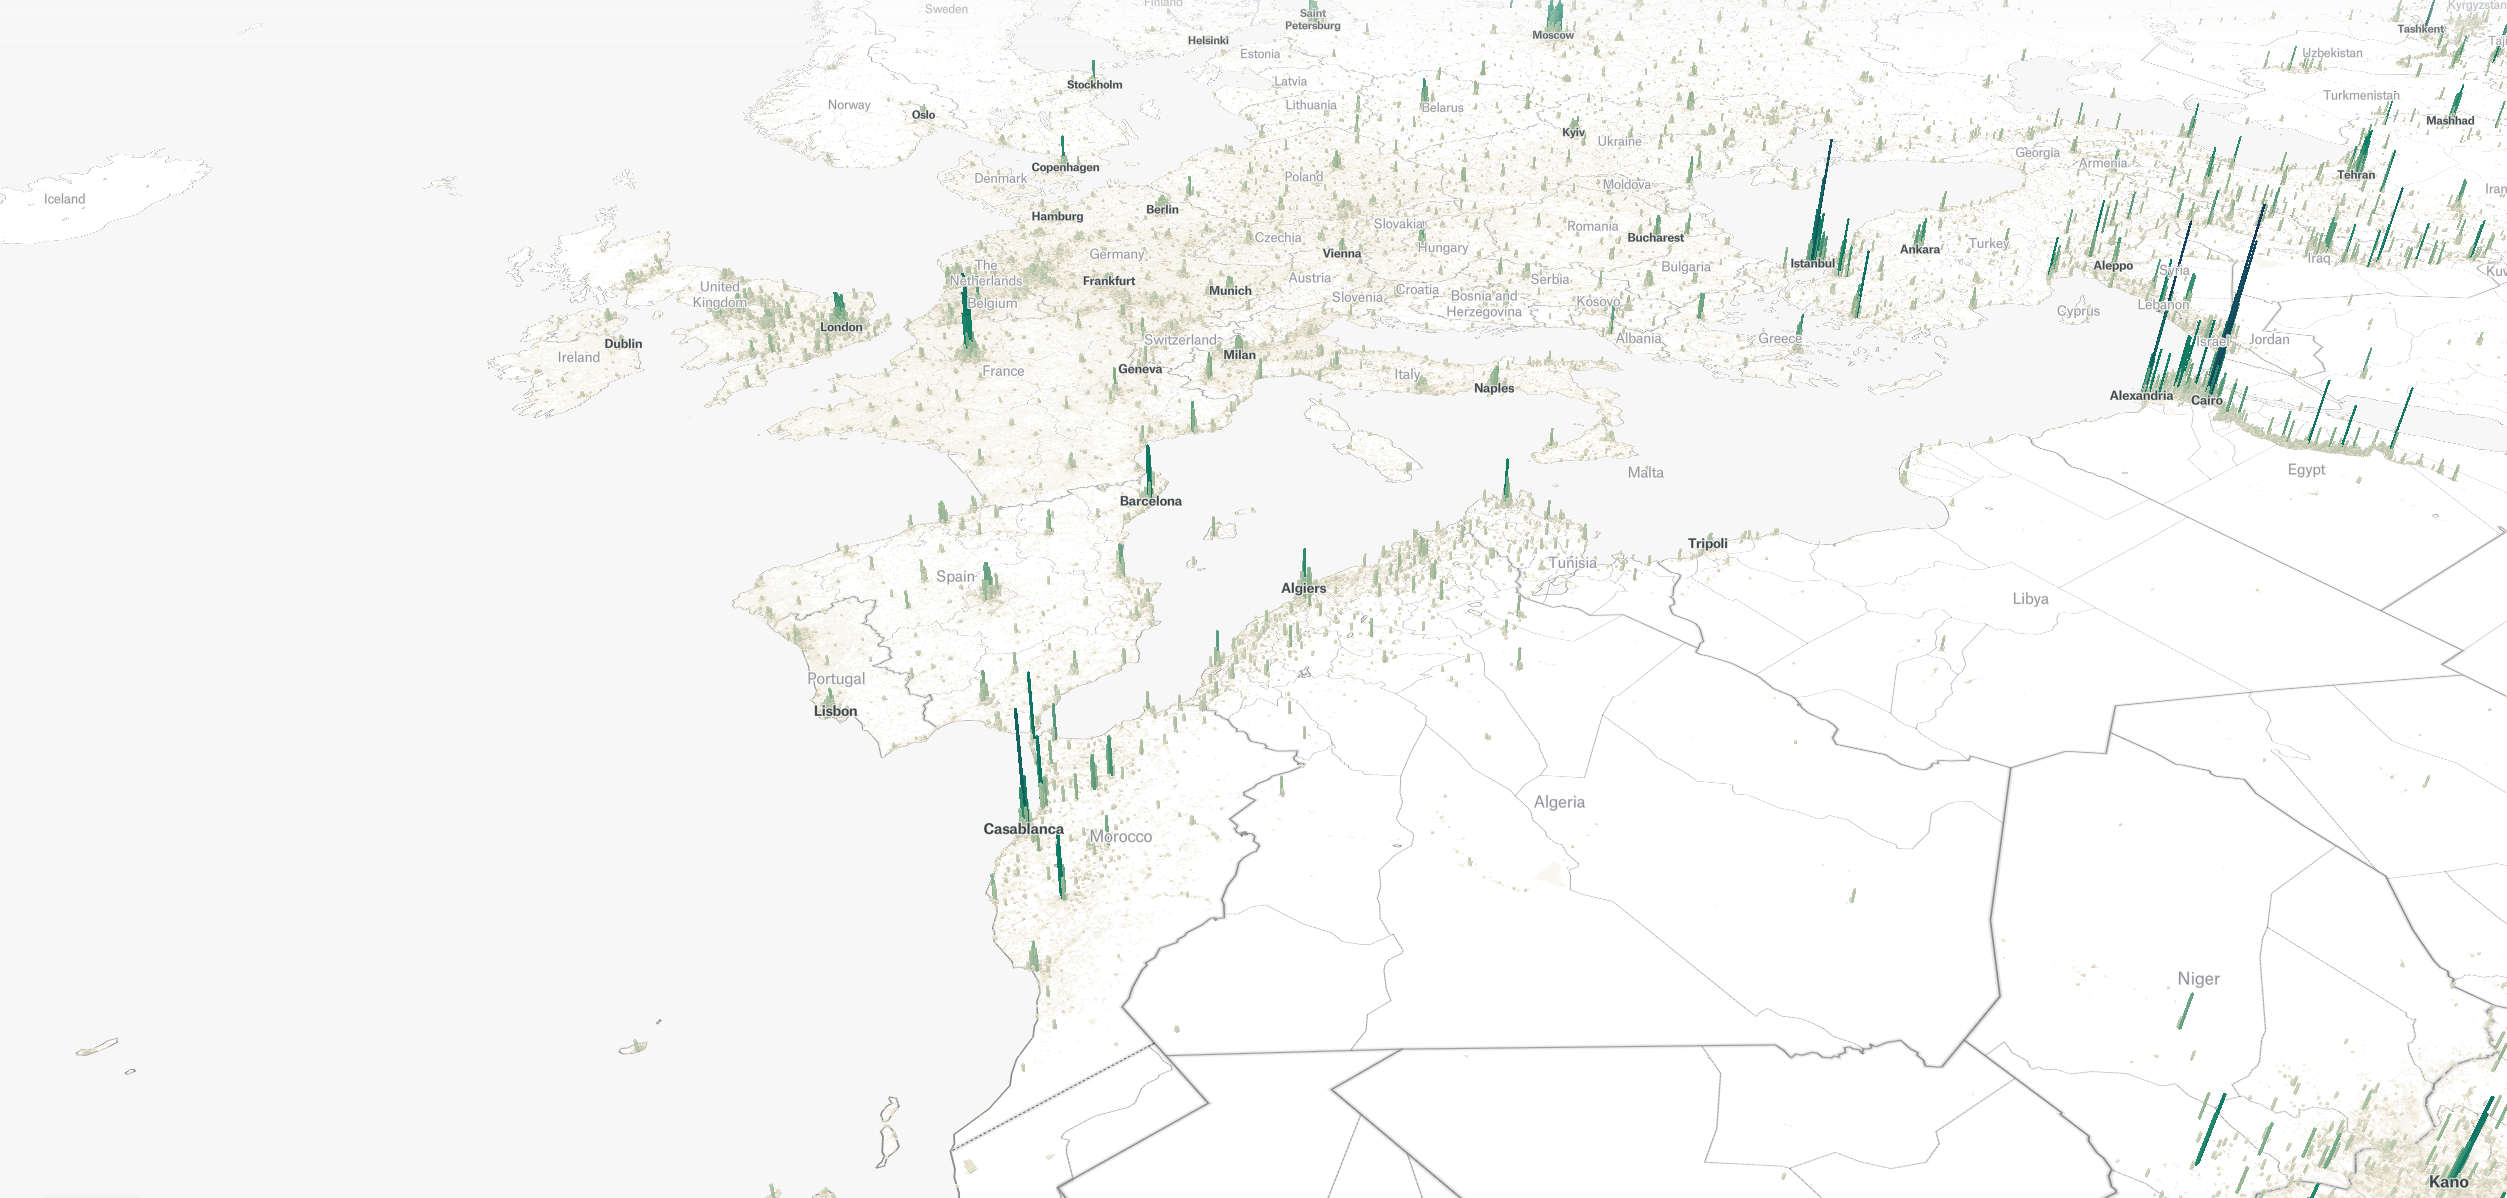 Sweden
Finland
Saint
Petersburg
Moscow
Kyrgyzstan
Tashkent
Helsinki
Estonia
Uzbekistan
Stockholm
Latvia
Norway
Lithuania
Belarus
Turkmenistan
Oslo
Mashhad
Kyiv
Ukraine
Copenhagen
Georgia
Armenia
Denmark
Poland
Moldova
Tehran
Iran
Iceland
Hamburg
Berlin
Slovakia
Romania
Czechia
Bucharest
Hungary
Vienna
Ankara
Turkey
Germany
Iraq
The
Netherlands
Istanbul
Aleppo
Bulgaria
Syria
Austria
Serbia
Frankfurt
United
Kingdom
Munich
Croatia
Slovenia
Bosnia and
Herzegovina
Kosovo
Belgium
Lebanon
Cyprus
London
Dublin
Switzerland
Albania
Greece
Israel
Jordan
Ireland
Milan
Geneva
France
Italy
Naples
Alexandria
Cairo
Malta
Egypt
Barcelona
Tripoli
Tunisia
Spain
Algiers
Libya
Portugal
Lisbon
Algeria
Casablanca
Morocco
Niger
Kano